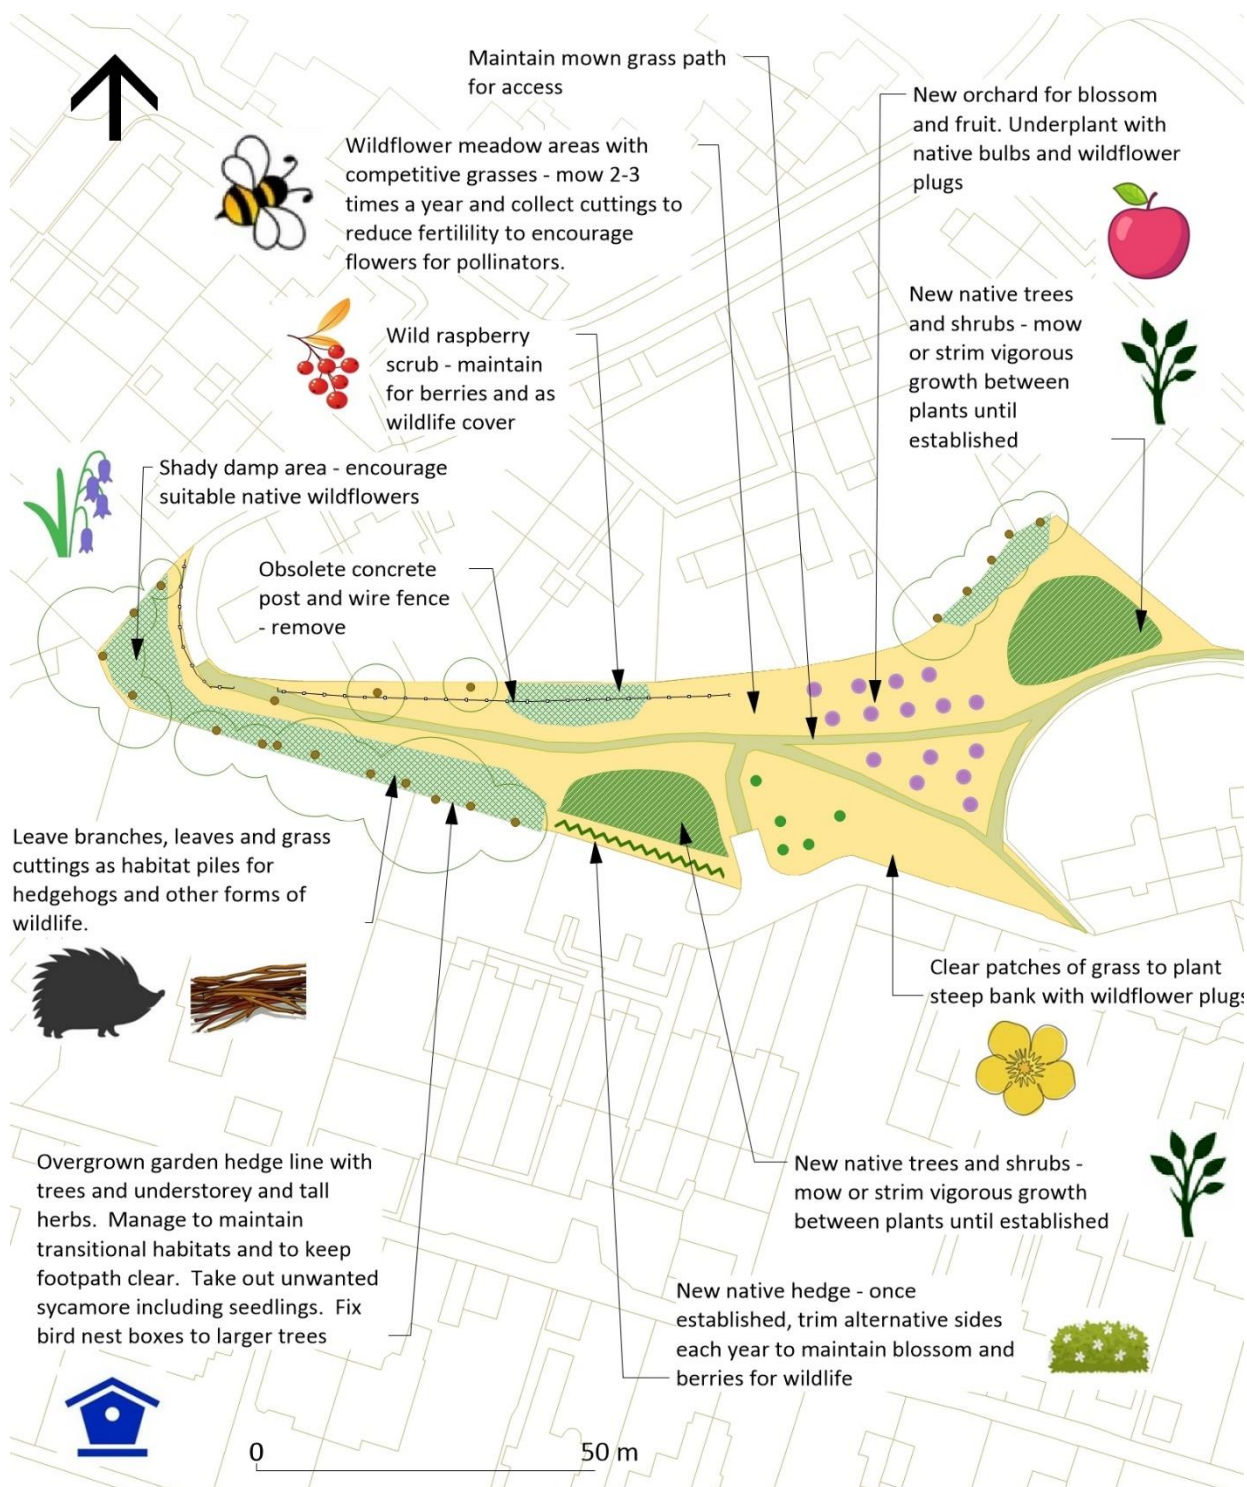 Maintain mown grass path
for access
New orchard for blossom
and fruit. Underplant with
native bulbs and wildflower
plugs
Wildflower meadow areas with
competitive grasses - mow 2-3
times a year and collect cuttings to
reduce fertilility to encourage
flowers for pollinators.
New native trees
and shrubs - mow
or strim vigorous
growth between
plants until
established
Wild raspberry
scrub - maintain
for berries and as
wildlife cover
Shady damp area - encourage
suitable native wildflowers
Obsolete concrete
post and wire fence
- remove
Leave branches, leaves and grass
cuttings as habitat piles for
hedgehogs and other forms of
wildlife.
Clear patches of grass to plant
steep bank with wildflower plugs
Overgrown garden hedge line with
trees and understorey and tall
herbs.  Manage to maintain
transitional habitats and to keep
footpath clear.  Take out unwanted
sycamore including seedlings.  Fix
bird nest boxes to larger trees
New native trees and shrubs -
mow or strim vigorous growth
between plants until established
New native hedge - once
established, trim alternative sides
each year to maintain blossom and
berries for wildlife
0 50 m